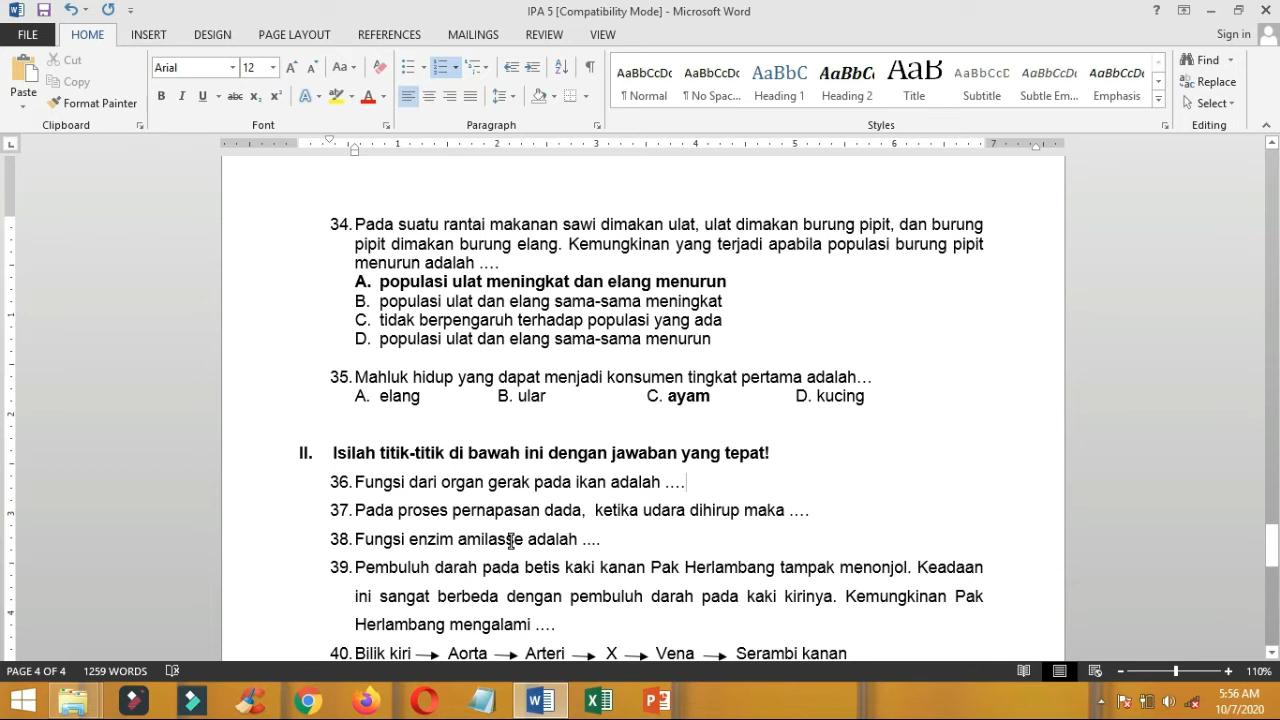 IPA 5 [Compatibility Mode] - Microsoft Word
FILE HOME INSERT DESIGN PAGE LAYOUT REFERENCES MAILINGS REVIEW VIEW Sign in
Cut
Copy
Format Painter
Paste
Clipboard
Arial 12
Font
Paragraph
AaBbCcDc AaBbCcDc AaBbC AaBbCc AaB AaBbCcD AaBbCcDc AaBbCcDc
¶ Normal ¶ No Spac... Heading 1 Heading 2 Title Subtitle Subtle Em... Emphasis
Styles
Find
Replace
Select
Editing
1 2 3 4 5 6 7
34. Pada suatu rantai makanan sawi dimakan ulat, ulat dimakan burung pipit, dan burung
pipit dimakan burung elang. Kemungkinan yang terjadi apabila populasi burung pipit
menurun adalah ….
A. populasi ulat meningkat dan elang menurun
B. populasi ulat dan elang sama-sama meningkat
C. tidak berpengaruh terhadap populasi yang ada
D. populasi ulat dan elang sama-sama menurun
35. Mahluk hidup yang dapat menjadi konsumen tingkat pertama adalah…
A. elang B. ular C. ayam D. kucing
II. Isilah titik-titik di bawah ini dengan jawaban yang tepat!
36. Fungsi dari organ gerak pada ikan adalah ….
37. Pada proses pernapasan dada, ketika udara dihirup maka ….
38. Fungsi enzim amilasse adalah ....
39. Pembuluh darah pada betis kaki kanan Pak Herlambang tampak menonjol. Keadaan
ini sangat berbeda dengan pembuluh darah pada kaki kirinya. Kemungkinan Pak
Herlambang mengalami ….
40. Bilik kiri → Aorta → Arteri → X → Vena → Serambi kanan
PAGE 4 OF 4 1259 WORDS 110%
5:56 AM
10/7/2020